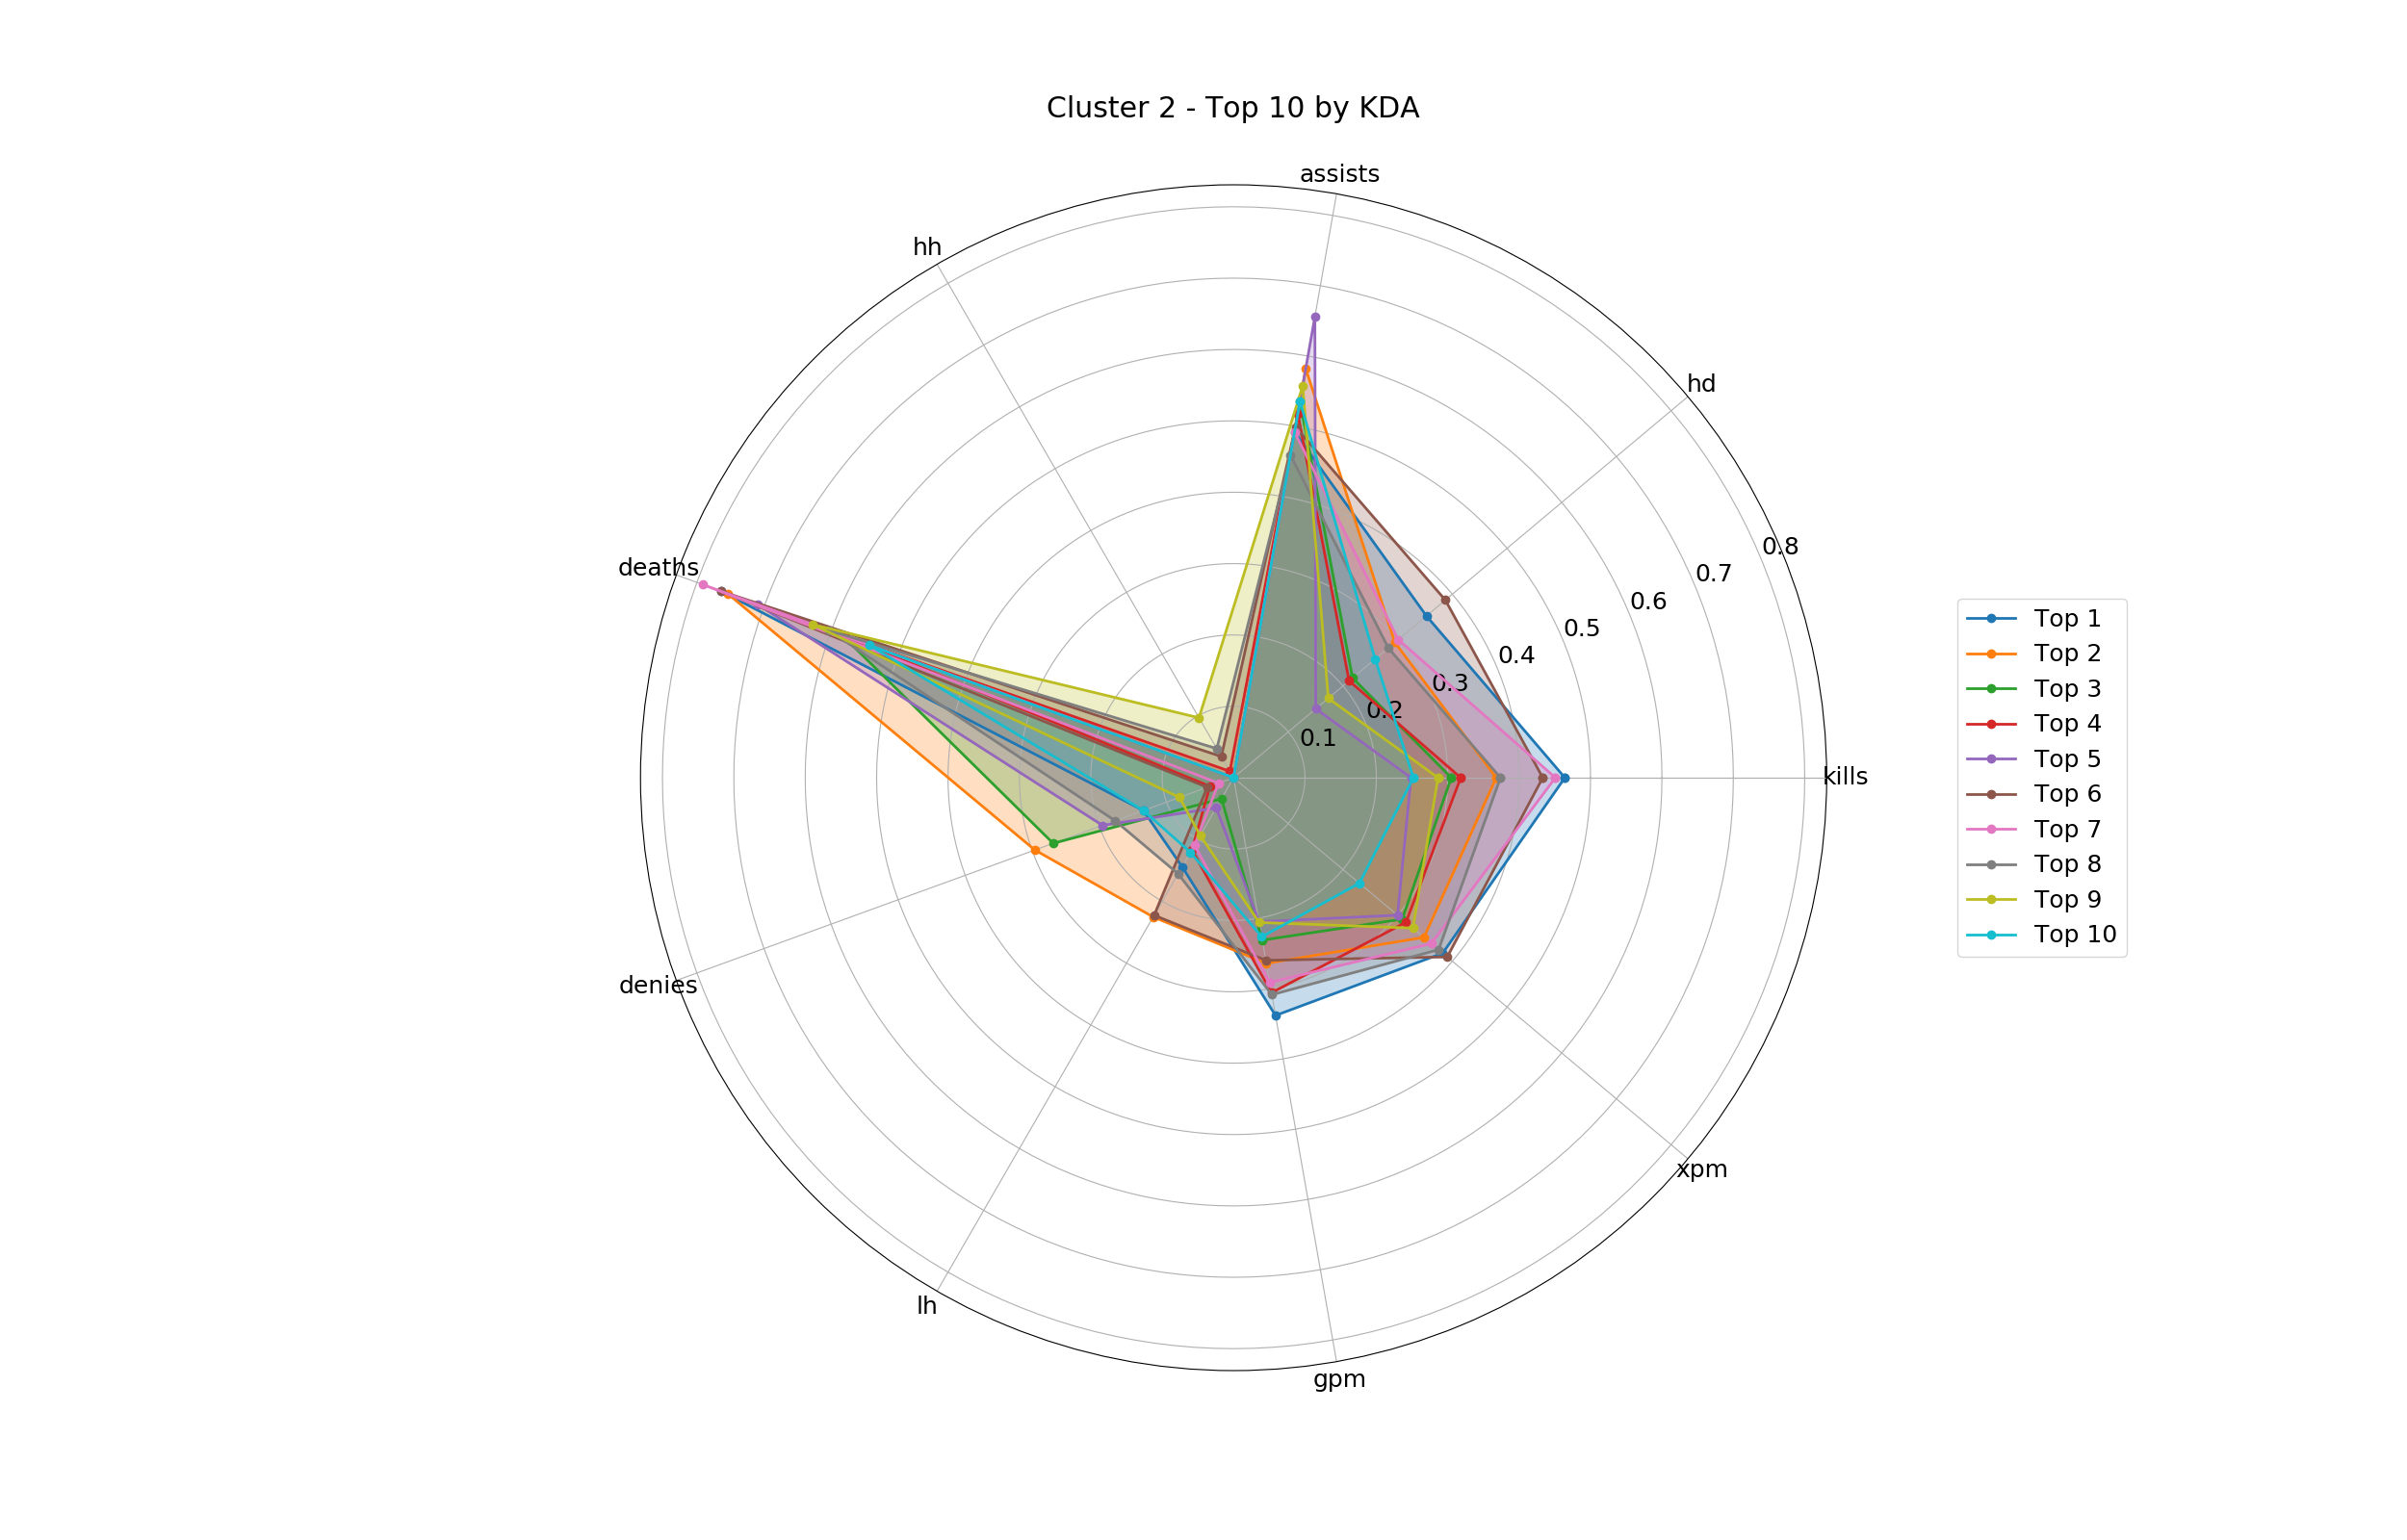 Cluster 2 - Top 10 by KDA
assists
hh
hd
deaths
kills
denies
lh
gpm
xpm
0.1
0.2
0.3
0.4
0.5
0.6
0.7
0.8
Top 1
Top 2
Top 3
Top 4
Top 5
Top 6
Top 7
Top 8
Top 9
Top 10